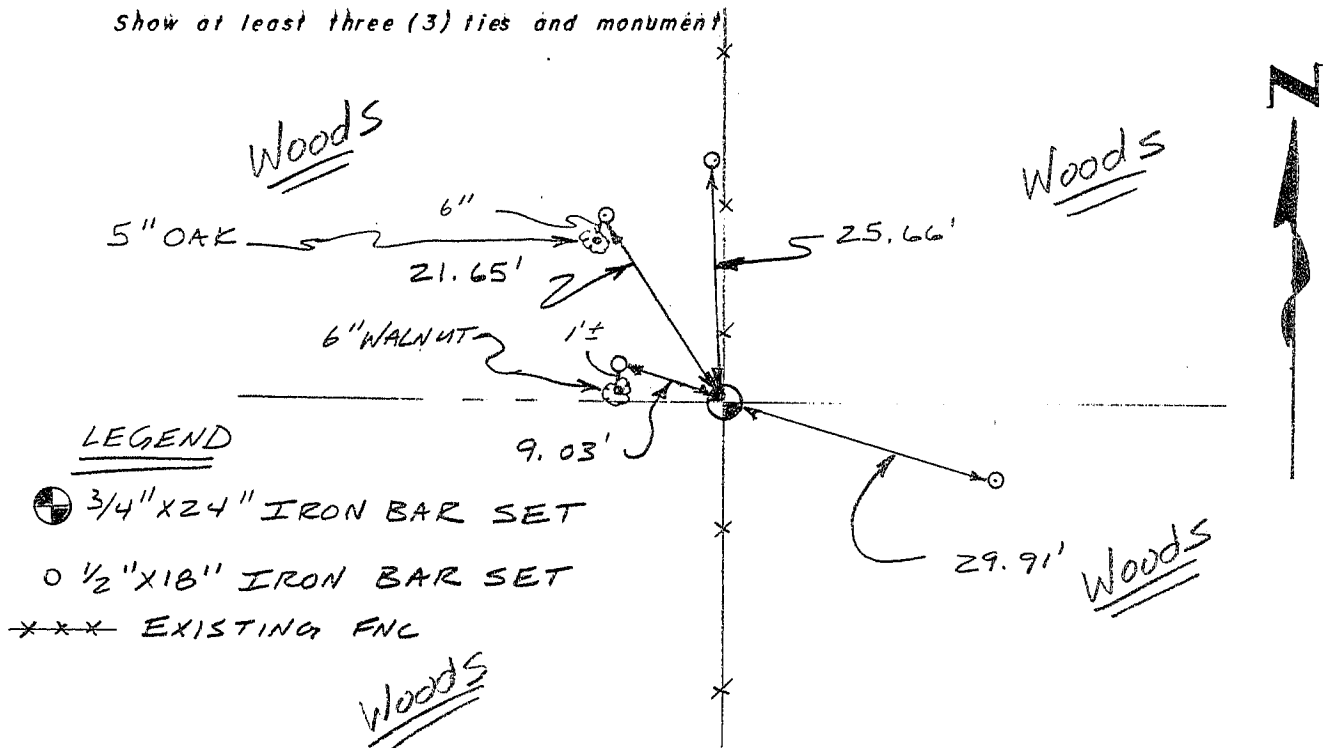 Show at least three (3) ties and monument
N
Woods
Woods
6"
5" OAK
25.66'
21.65'
6" WALNUT
1'±
9.03'
LEGEND
3/4"X24" IRON BAR SET
1/2"X18" IRON BAR SET
29.91'
Woods
EXISTING FNC
Woods